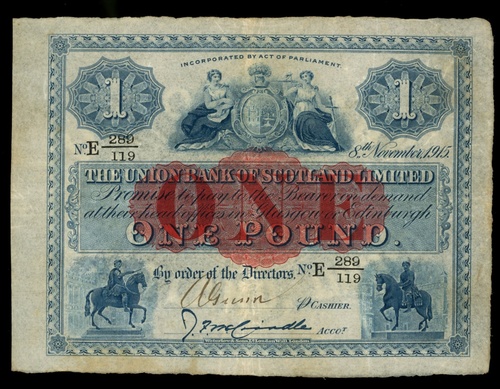 INCORPORATED BY ACT OF PARLIAMENT.
1 1
No. E 289/119
8th November, 1915.
THE UNION BANK OF SCOTLAND LIMITED
ONE
Promise to pay to the Bearer on demand
at their head offices in Glasgow or Edinburgh
ONE POUND.
By order of the Directors. No. E 289/119
P CASHIER.
ACCOT.